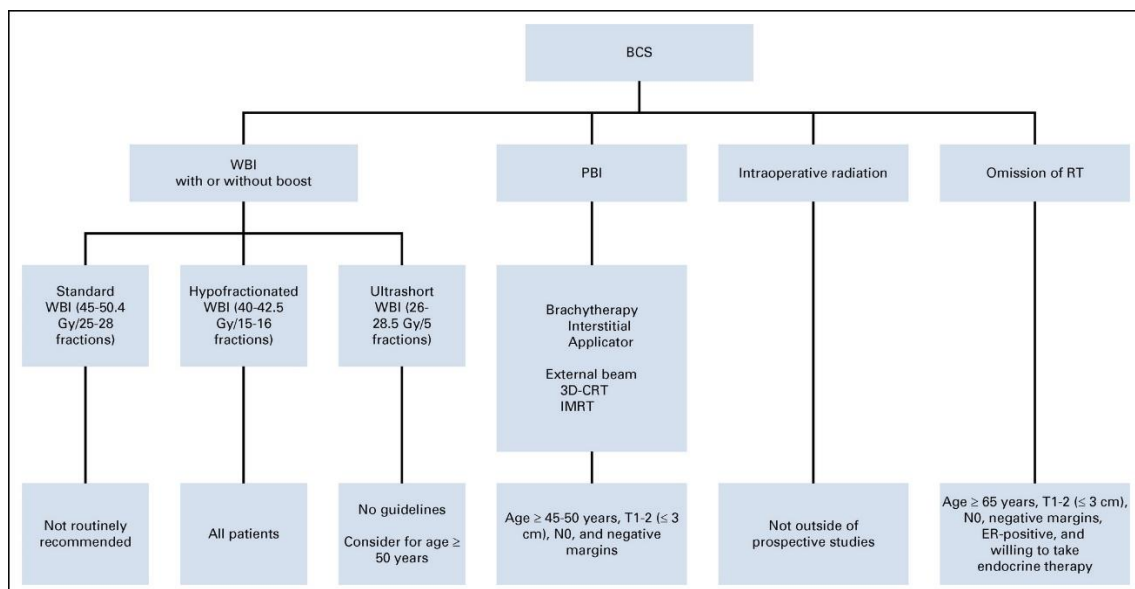 BCS
WBI
with or without boost
PBI
Intraoperative radiation
Omission of RT
Standard
WBI (45-50.4
Gy/25-28
fractions)
Hypofractionated
WBI (40-42.5
Gy/15-16
fractions)
Ultrashort
WBI (26-
28.5 Gy/5
fractions)
Brachytherapy
Interstitial
Applicator
External beam
3D-CRT
IMRT
Not routinely
recommended
All patients
No guidelines
Consider for age ≥
50 years
Age ≥ 45-50 years, T1-2 (≤ 3
cm), N0, and negative
margins
Not outside of
prospective studies
Age ≥ 65 years, T1-2 (≤ 3 cm),
N0, negative margins,
ER-positive, and
willing to take
endocrine therapy